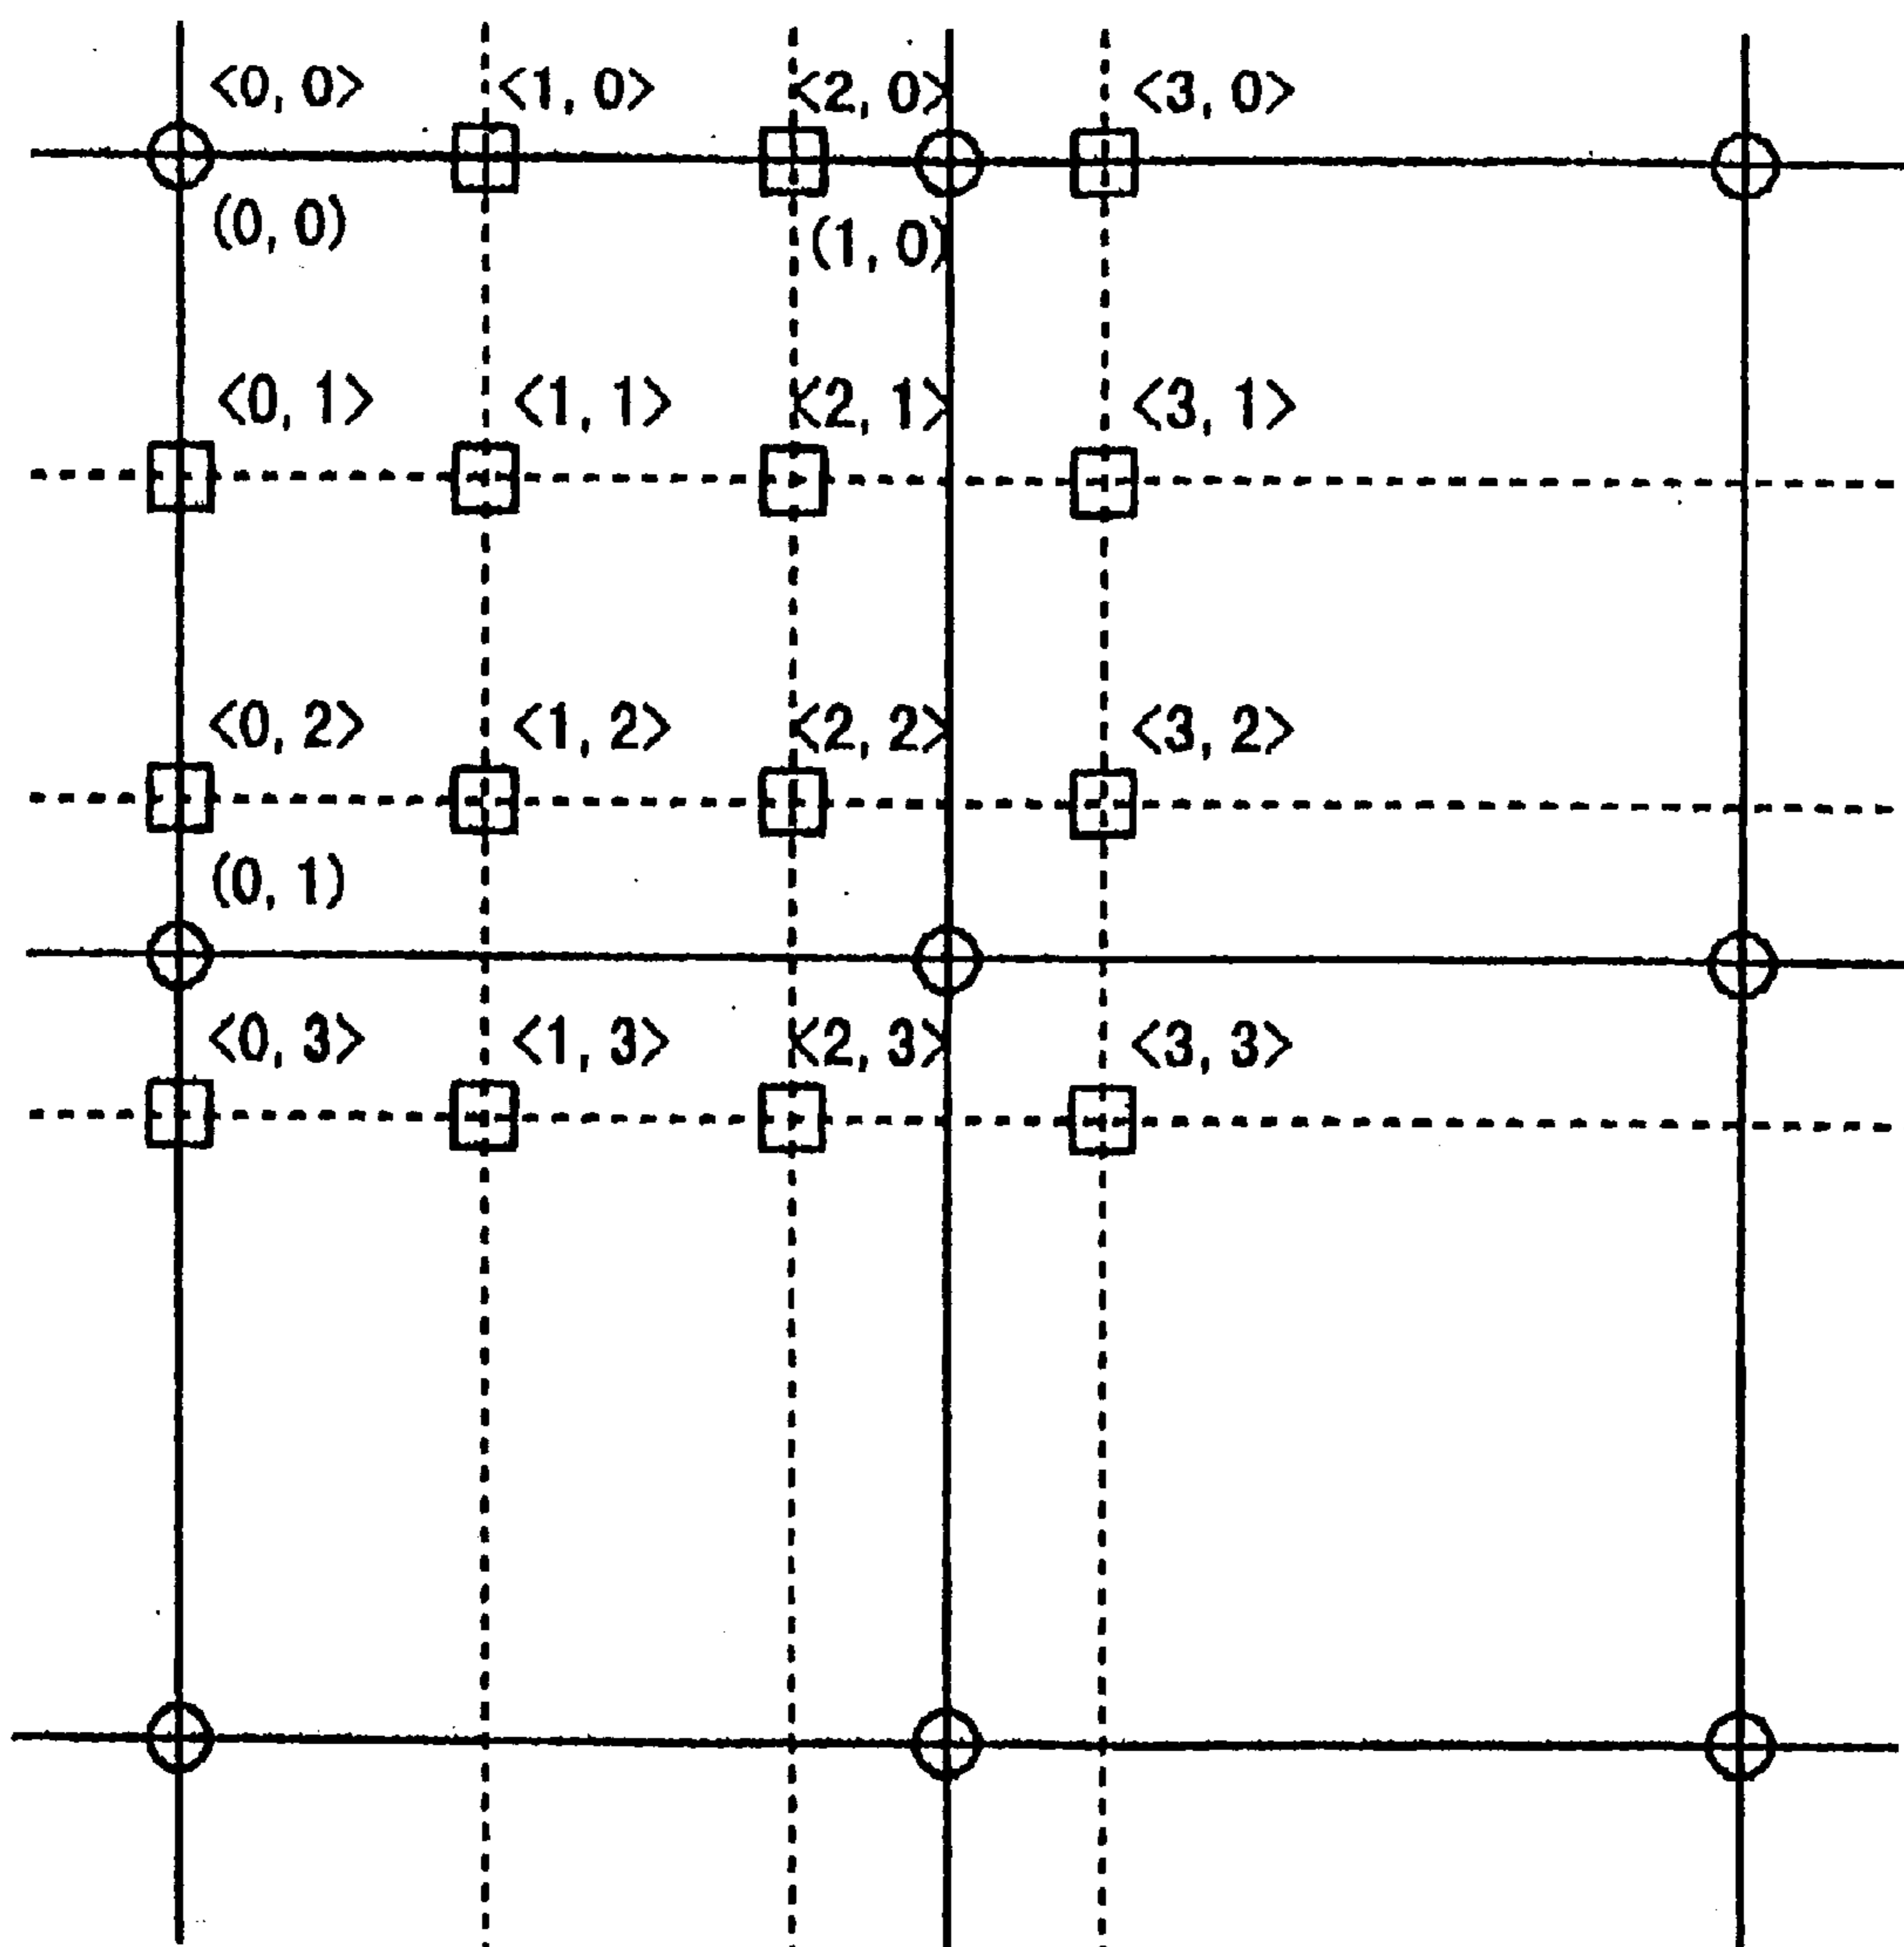 <0, 0> <1, 0> <2, 0> <3, 0>
(0, 0) (1, 0)
<0, 1> <1, 1> <2, 1> <3, 1>
<0, 2> <1, 2> <2, 2> <3, 2>
(0, 1)
<0, 3> <1, 3> <2, 3> <3, 3>